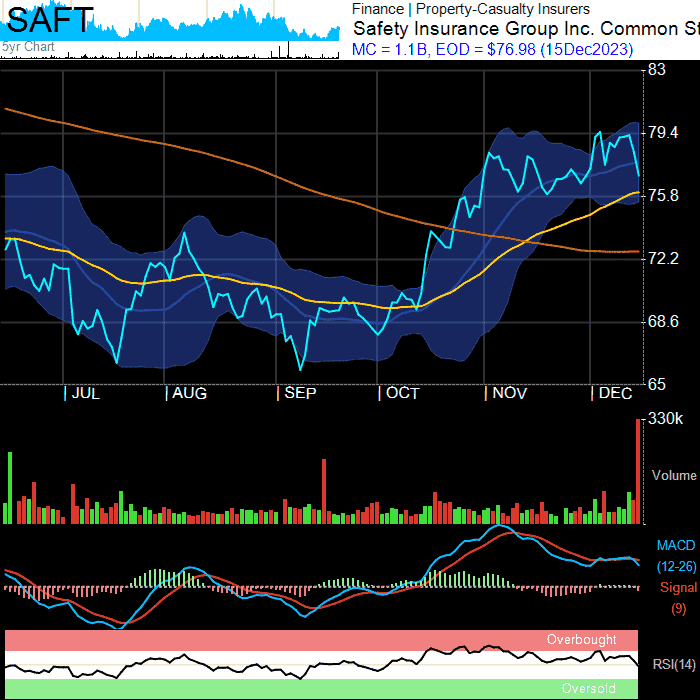 SAFT
5yr Chart
Finance | Property-Casualty Insurers
Safety Insurance Group Inc. Common St
MC = 1.1B, EOD = $76.98 (15Dec2023)
83
79.4
75.8
72.2
68.6
65
JUL AUG SEP OCT NOV DEC
330k
Volume
MACD
(12-26)
Signal
(9)
Overbought
RSI(14)
Oversold